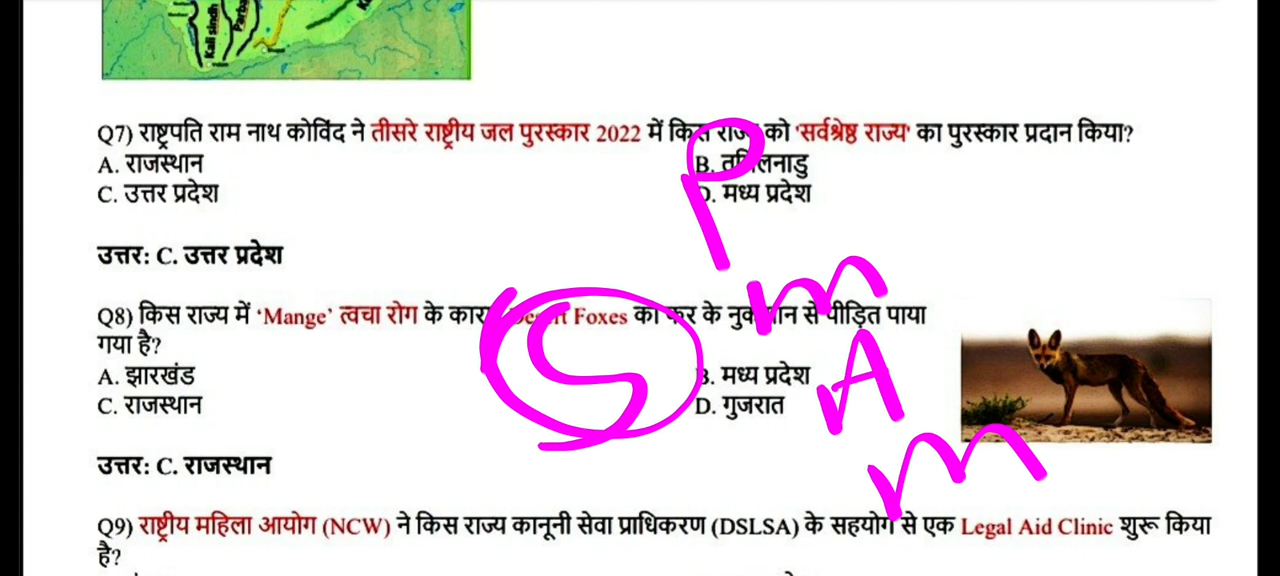 Kali sindh
Q7) राष्ट्रपति राम नाथ कोविंद ने तीसरे राष्ट्रीय जल पुरस्कार 2022 में किस राज्य को 'सर्वश्रेष्ठ राज्य' का पुरस्कार प्रदान किया?
A. राजस्थान
B. तमिलनाडु
C. उत्तर प्रदेश
D. मध्य प्रदेश
उत्तर: C. उत्तर प्रदेश
Q8) किस राज्य में ‘Mange’ त्वचा रोग के कारण Desert Foxes को फर के नुकसान से पीड़ित पाया
गया है?
A. झारखंड
B. मध्य प्रदेश
C. राजस्थान
D. गुजरात
उत्तर: C. राजस्थान
Q9) राष्ट्रीय महिला आयोग (NCW) ने किस राज्य कानूनी सेवा प्राधिकरण (DSLSA) के सहयोग से एक Legal Aid Clinic शुरू किया
है?
P
m
A
m
S